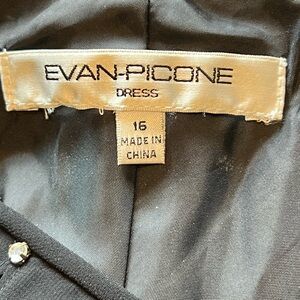 EVAN-PICONE
DRESS
16
MADE IN
CHINA